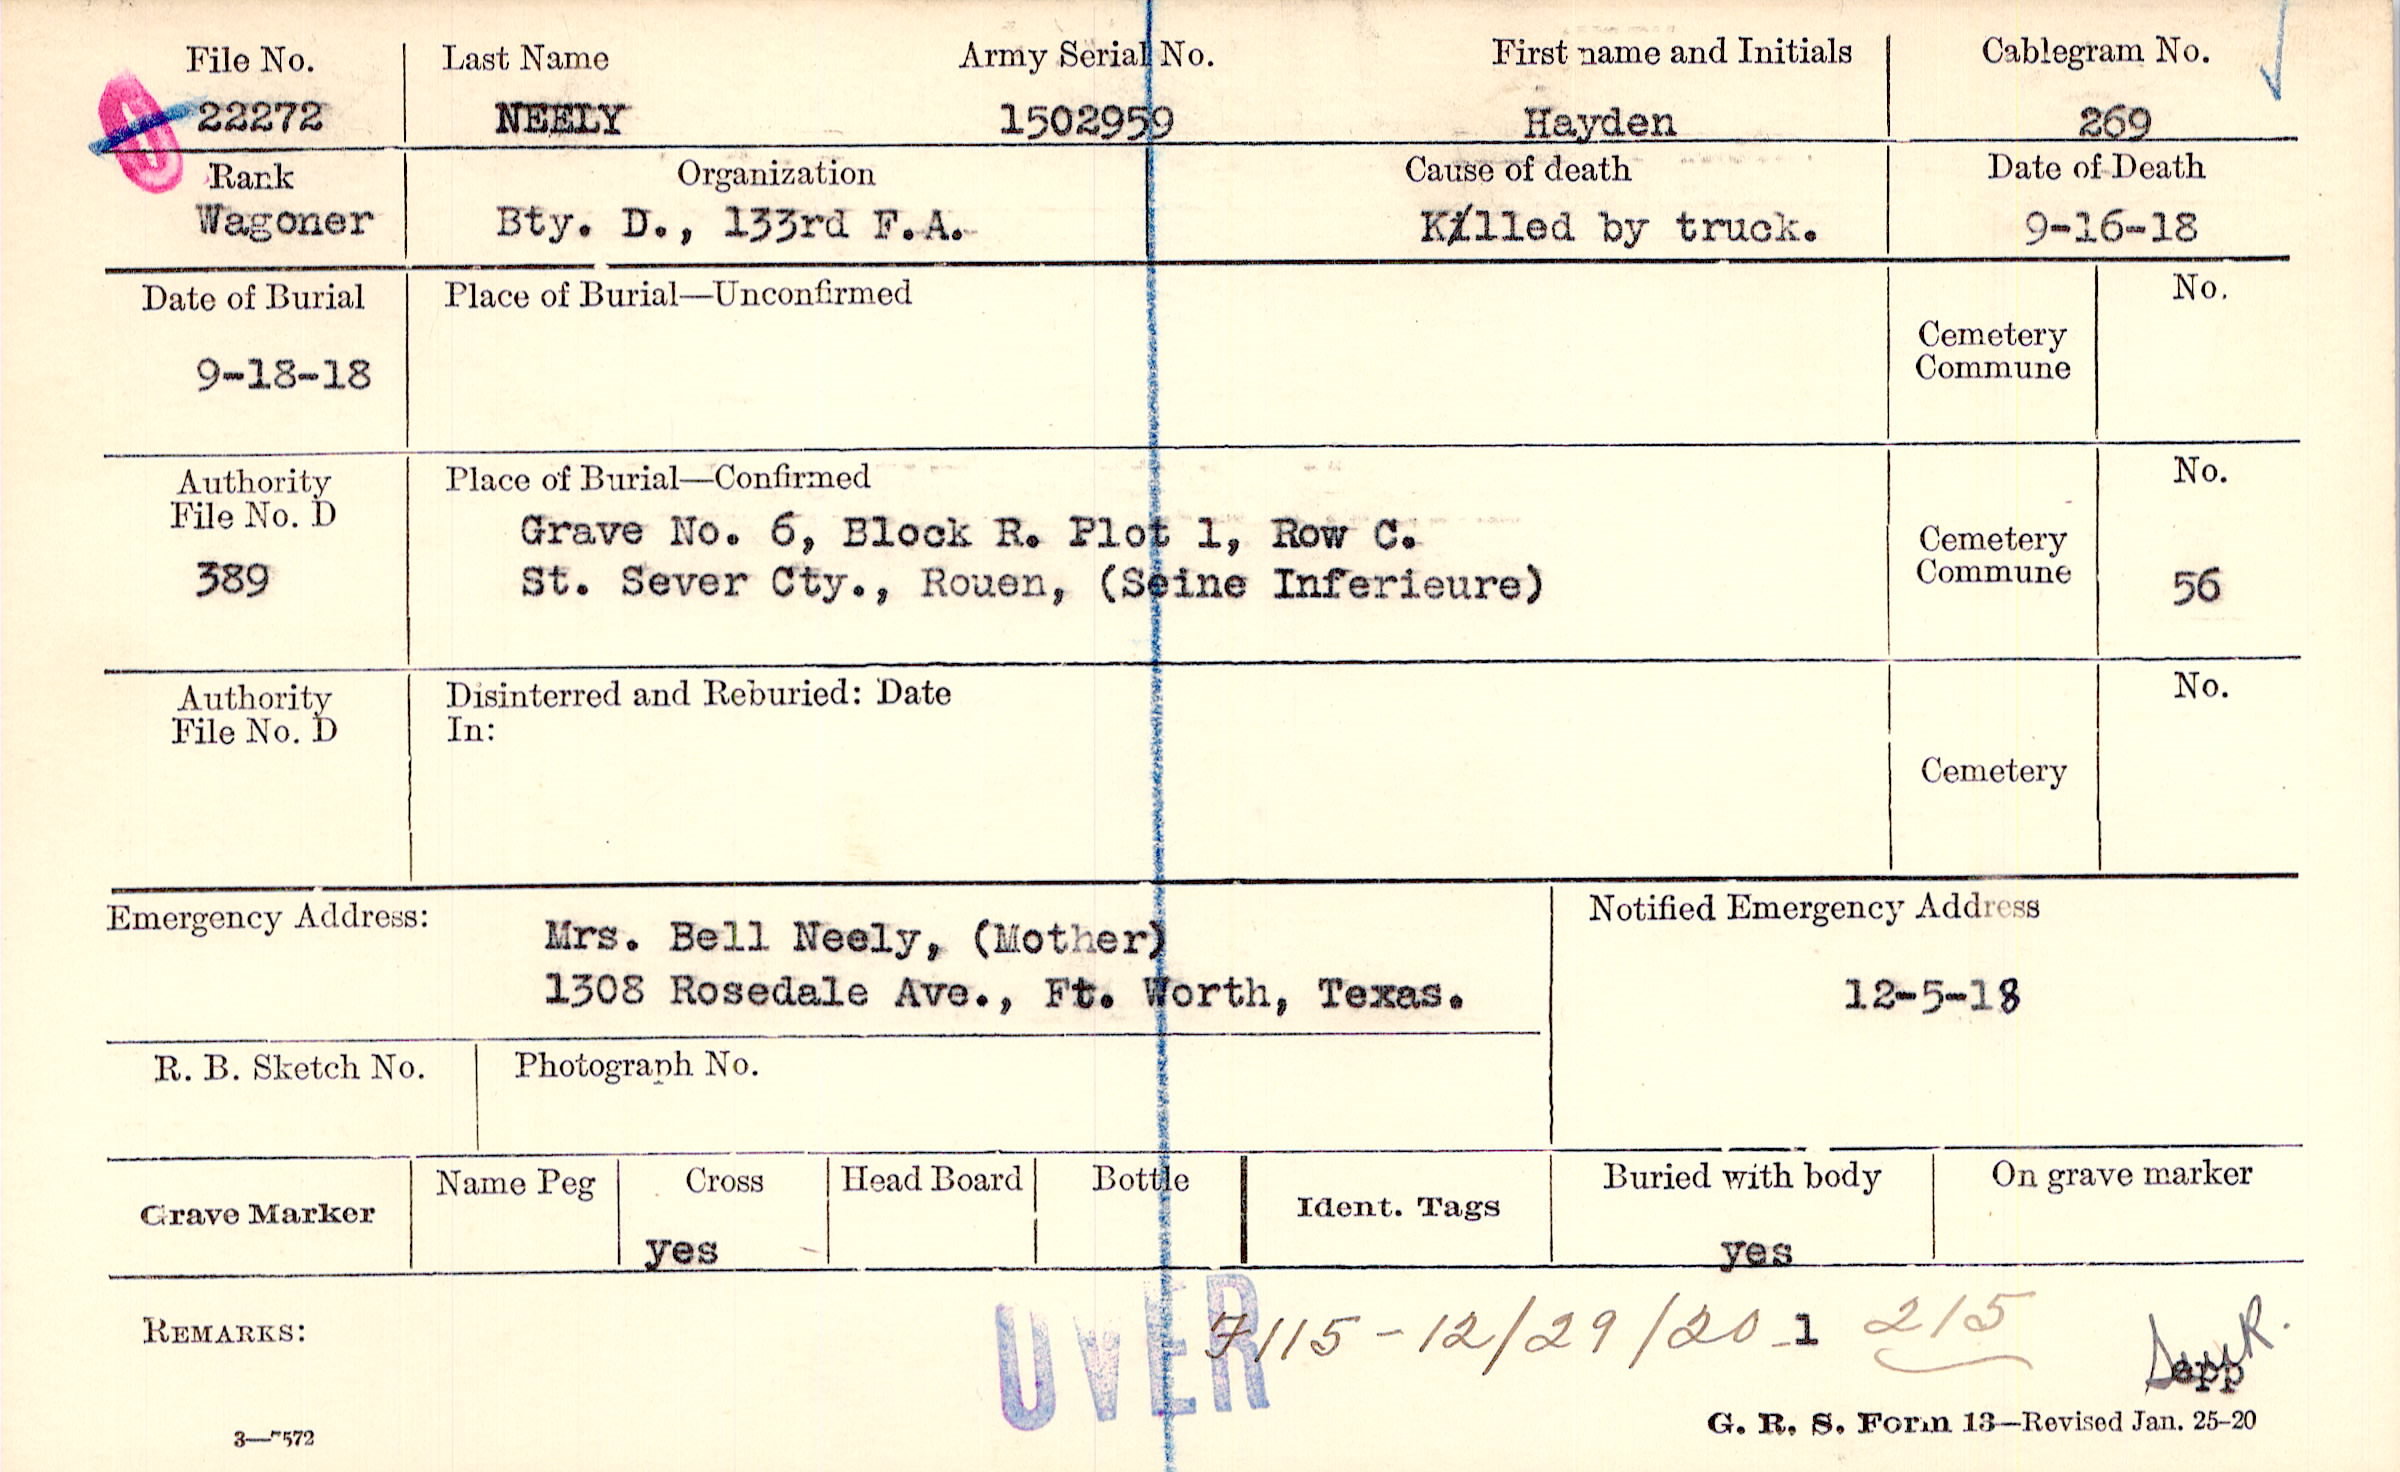 File No. Last Name Army Serial No. First name and Initials Cablegram No.
22272 NEELY 1502959 Hayden 269
Rank Organization Cause of death Date of Death
Wagoner Bty. D., 133rd F.A. Killed by truck. 9-16-18
Date of Burial Place of Burial—Unconfirmed No.
Cemetery
Commune
9-18-18
Authority Place of Burial—Confirmed No.
File No. D
Grave No. 6, Block R. Plot 1, Row C.
Cemetery
Commune
389 St. Sever Cty., Rouen, (Seine Inferieure) 56
Authority Disinterred and Reburied: Date No.
File No. D In:
Cemetery
Emergency Address: Notified Emergency Address
Mrs. Bell Neely, (Mother)
1308 Rosedale Ave., Ft. Worth, Texas. 12-5-18
R. B. Sketch No. Photograph No.
Name Peg Cross Head Board Bottle Buried with body On grave marker
Grave Marker Ident. Tags
yes yes
OVER
REMARKS: 7115-12/29/20 1 215
G. R. S. Form 13—Revised Jan. 25-20